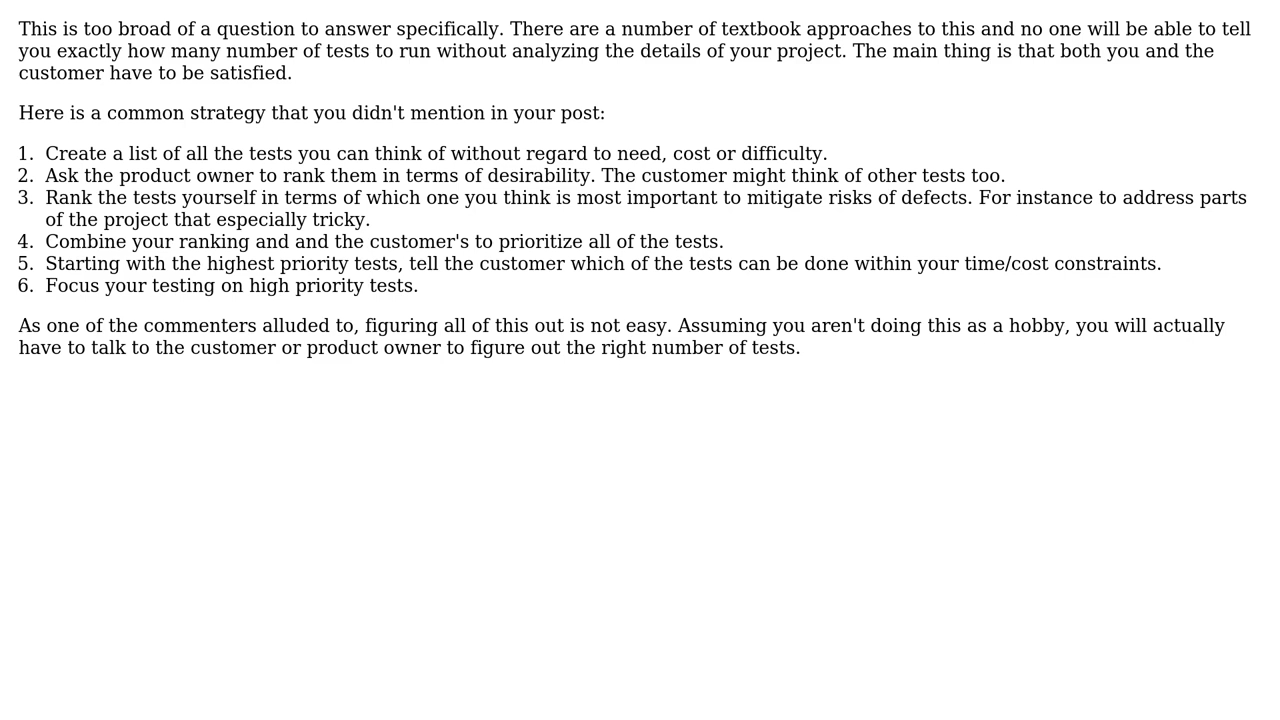 This is too broad of a question to answer specifically. There are a number of textbook approaches to this and no one will be able to tell
you exactly how many number of tests to run without analyzing the details of your project. The main thing is that both you and the
customer have to be satisfied.
Here is a common strategy that you didn't mention in your post:
1. Create a list of all the tests you can think of without regard to need, cost or difficulty.
2. Ask the product owner to rank them in terms of desirability. The customer might think of other tests too.
3. Rank the tests yourself in terms of which one you think is most important to mitigate risks of defects. For instance to address parts
of the project that especially tricky.
4. Combine your ranking and and the customer's to prioritize all of the tests.
5. Starting with the highest priority tests, tell the customer which of the tests can be done within your time/cost constraints.
6. Focus your testing on high priority tests.
As one of the commenters alluded to, figuring all of this out is not easy. Assuming you aren't doing this as a hobby, you will actually
have to talk to the customer or product owner to figure out the right number of tests.